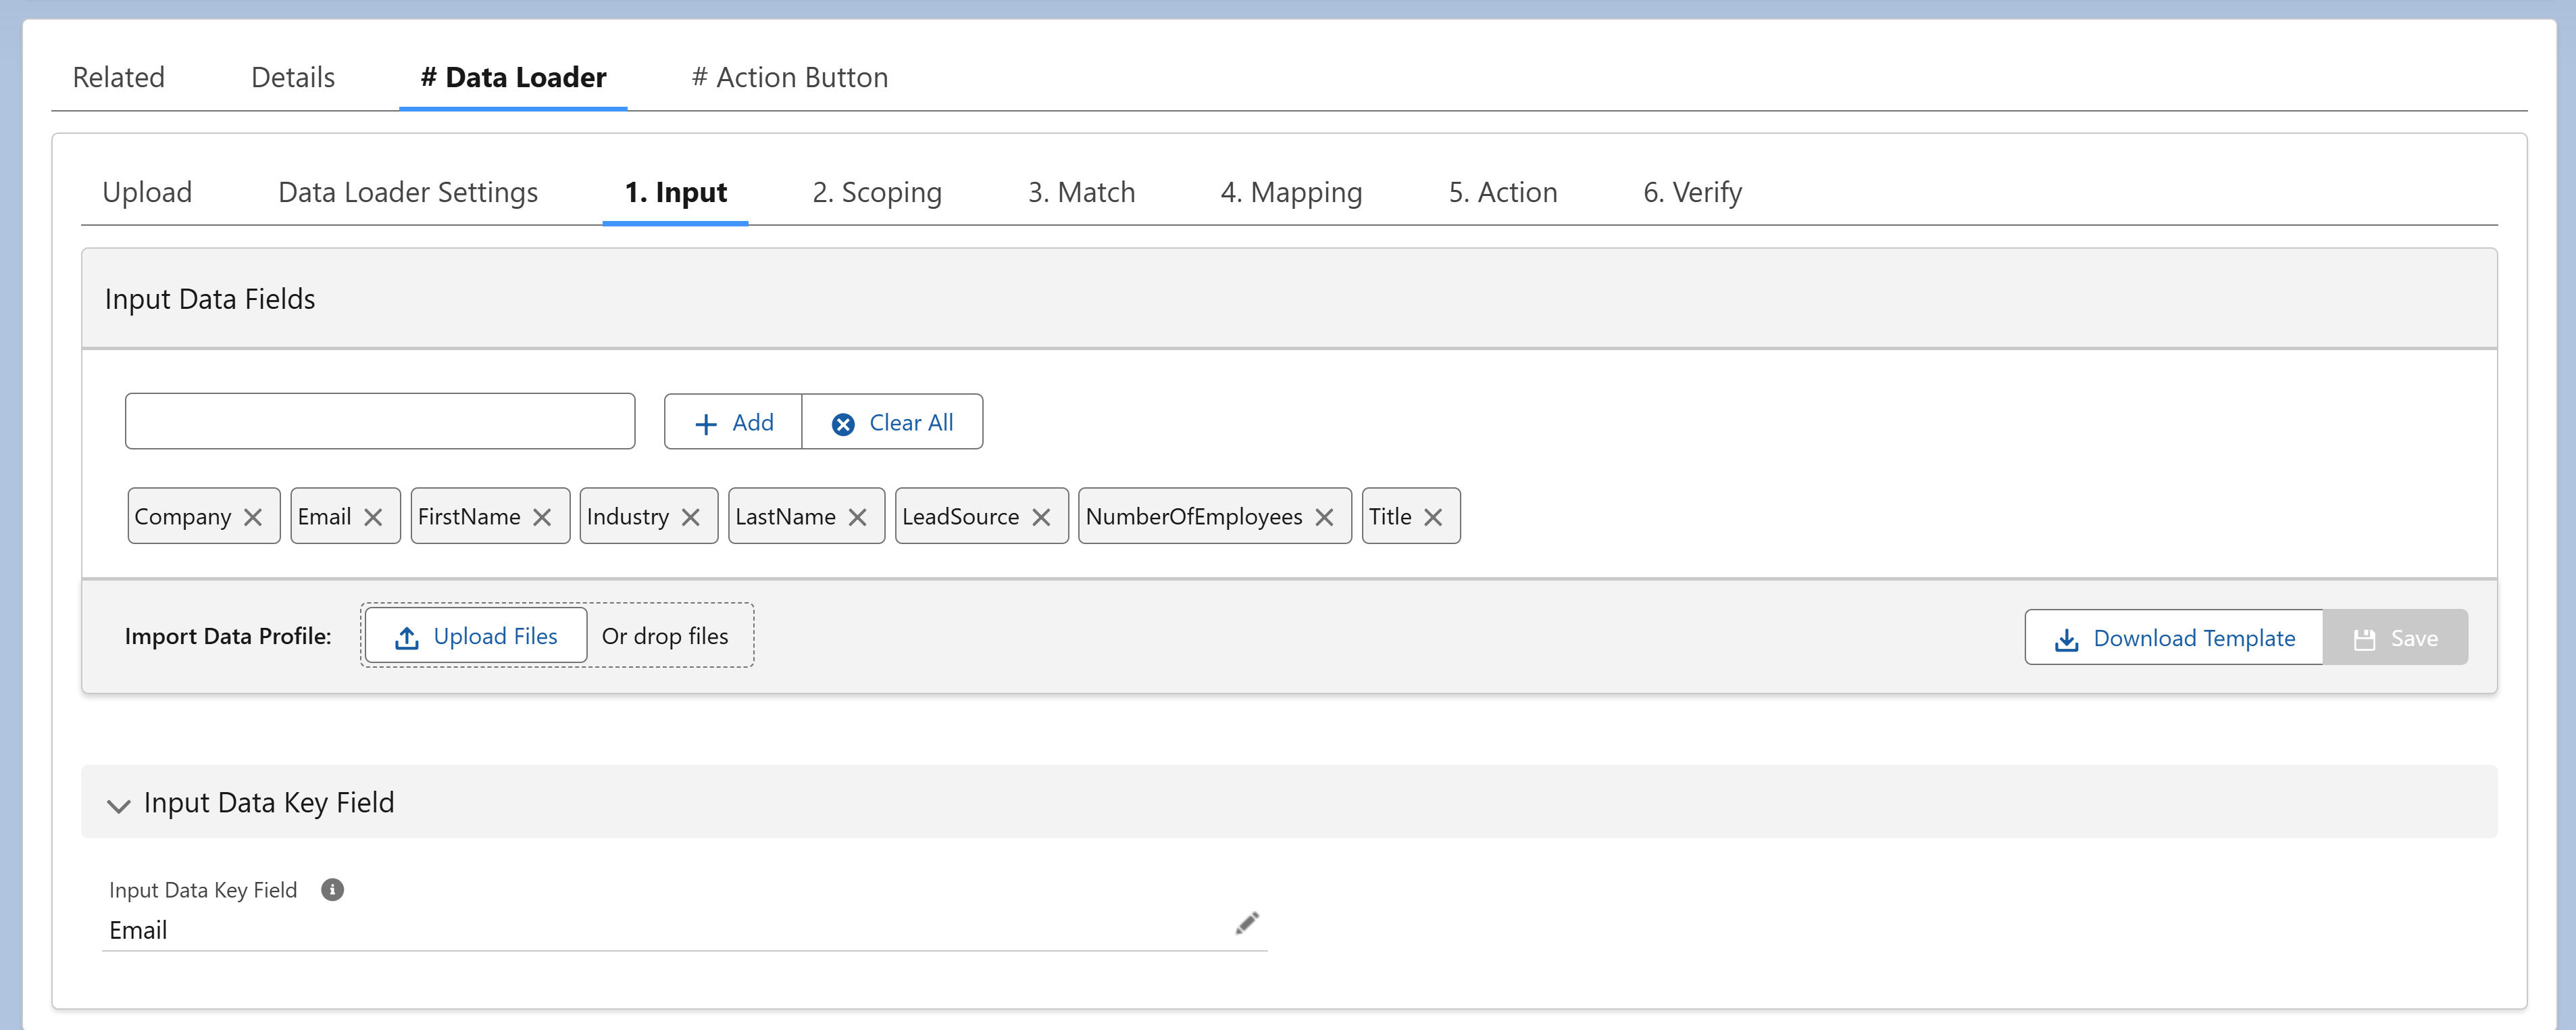 Related Details # Data Loader # Action Button
Upload Data Loader Settings 1. Input 2. Scoping 3. Match 4. Mapping 5. Action 6. Verify
Input Data Fields
Add Clear All
Company Email FirstName Industry LastName LeadSource NumberOfEmployees Title
Import Data Profile: Upload Files Or drop files Download Template Save
Input Data Key Field
Input Data Key Field
Email